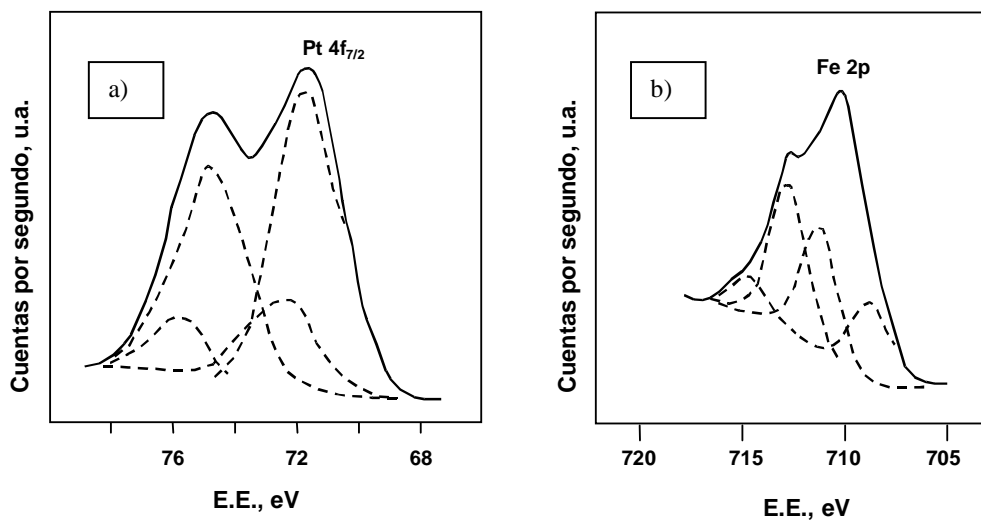 a)
Pt 4f7/2
Cuentas por segundo, u.a.
76 72 68
E.E., eV
b)
Fe 2p
Cuentas por segundo, u.a.
720 715 710 705
E.E., eV